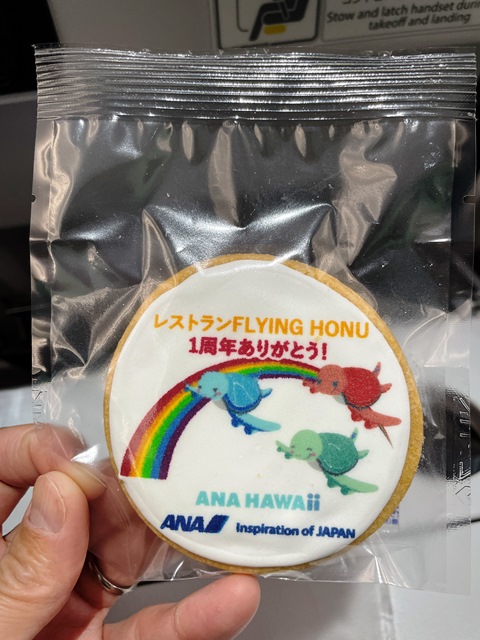 Stow and latch handset during
takeoff and landing
レストランFLYING HONU
1周年ありがとう!
ANA HAWAii
ANA Inspiration of JAPAN